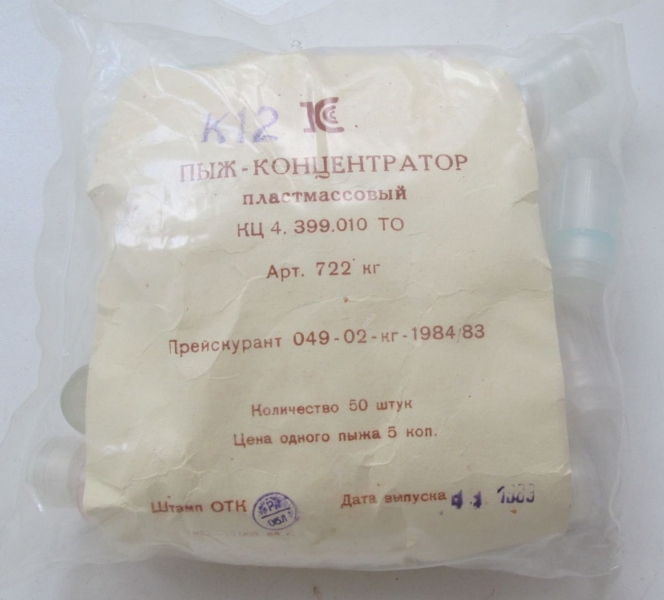 К12
ПЫЖ-КОНЦЕНТРАТОР
пластмассовый
КЦ 4. 399.010 ТО
Арт. 722 кг
Прейскурант 049-02-кг-1984/83
Количество 50 штук
Цена одного пыжа 5 коп.
Штамп ОТК
Дата выпуска